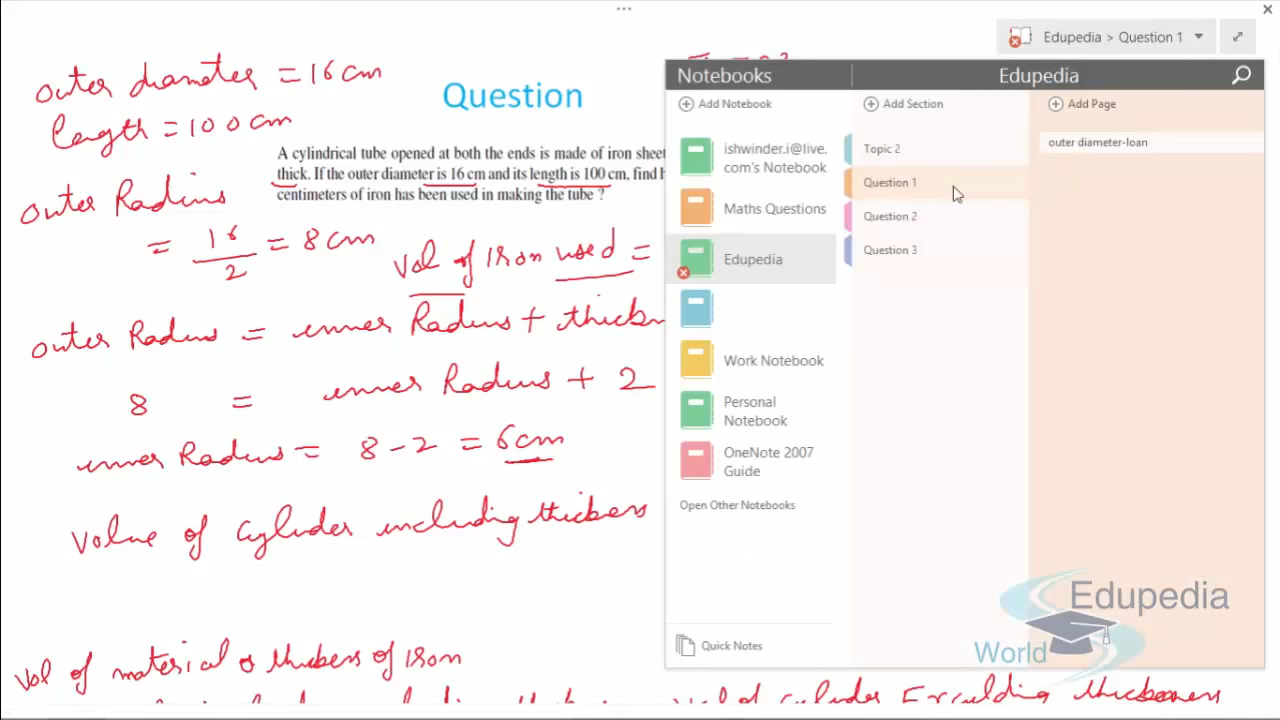 Edupedia > Question 1
outer diameter = 16 cm
length = 100 cm
Question
A cylindrical tube opened at both the ends is made of iron sheet
thick. If the outer diameter is 16 cm and its length is 100 cm, find h
centimeters of iron has been used in making the tube ?
outer Radius
= 16/2 = 8 cm
Vol of Iron used =
outer Radius = inner Radius + thickn
8 = inner Radius + 2
inner Radius = 8 - 2 = 6cm
Value of cylinder including thickness
Vol of material & thickness of Iron
Vol of cylinder Excluding thickness
Notebooks
Edupedia
Add Notebook
Add Section
Add Page
ishwinder.i@live.
com's Notebook
Maths Questions
Edupedia
Work Notebook
Personal
Notebook
OneNote 2007
Guide
Open Other Notebooks
Quick Notes
Topic 2
Question 1
Question 2
Question 3
outer diameter-loan
Edupedia
World